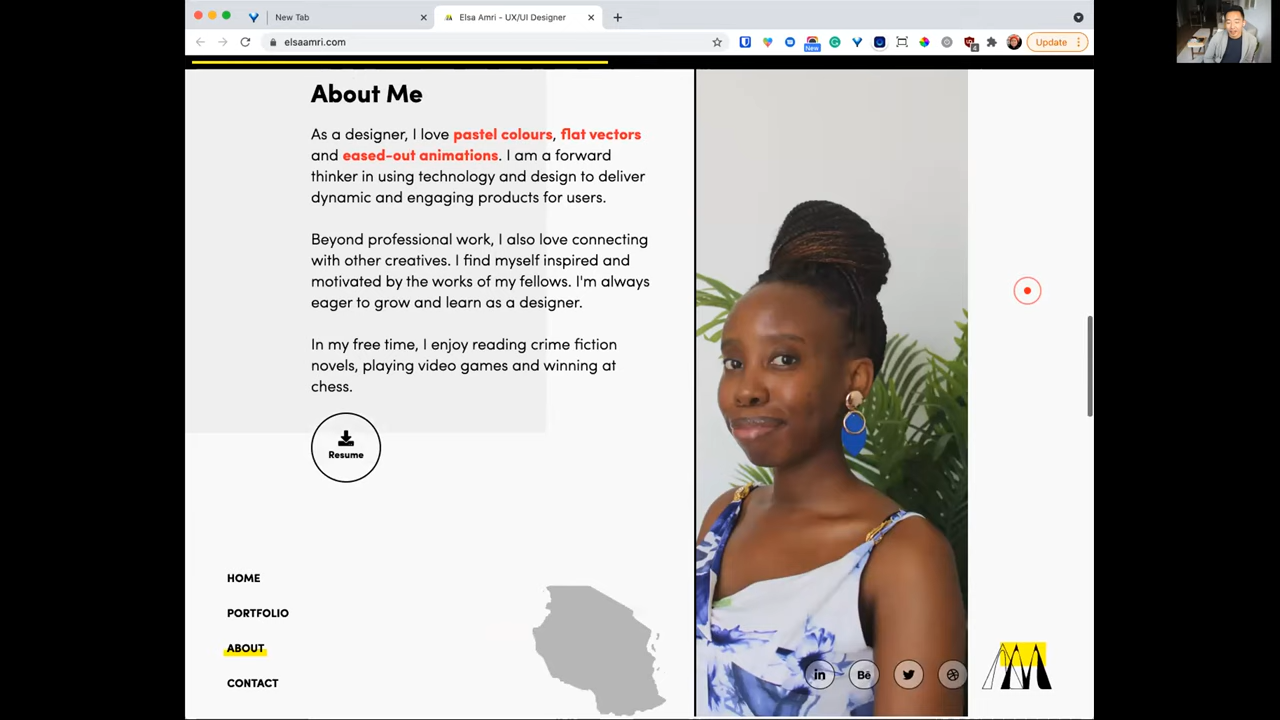 New Tab
Elsa Amri - UX/UI Designer
elsaamri.com
New
4
Update
About Me
As a designer, I love pastel colours, flat vectors
and eased-out animations. I am a forward
thinker in using technology and design to deliver
dynamic and engaging products for users.
Beyond professional work, I also love connecting
with other creatives. I find myself inspired and
motivated by the works of my fellows. I'm always
eager to grow and learn as a designer.
In my free time, I enjoy reading crime fiction
novels, playing video games and winning at
chess.
Resume
HOME
PORTFOLIO
ABOUT
CONTACT
in
Bē